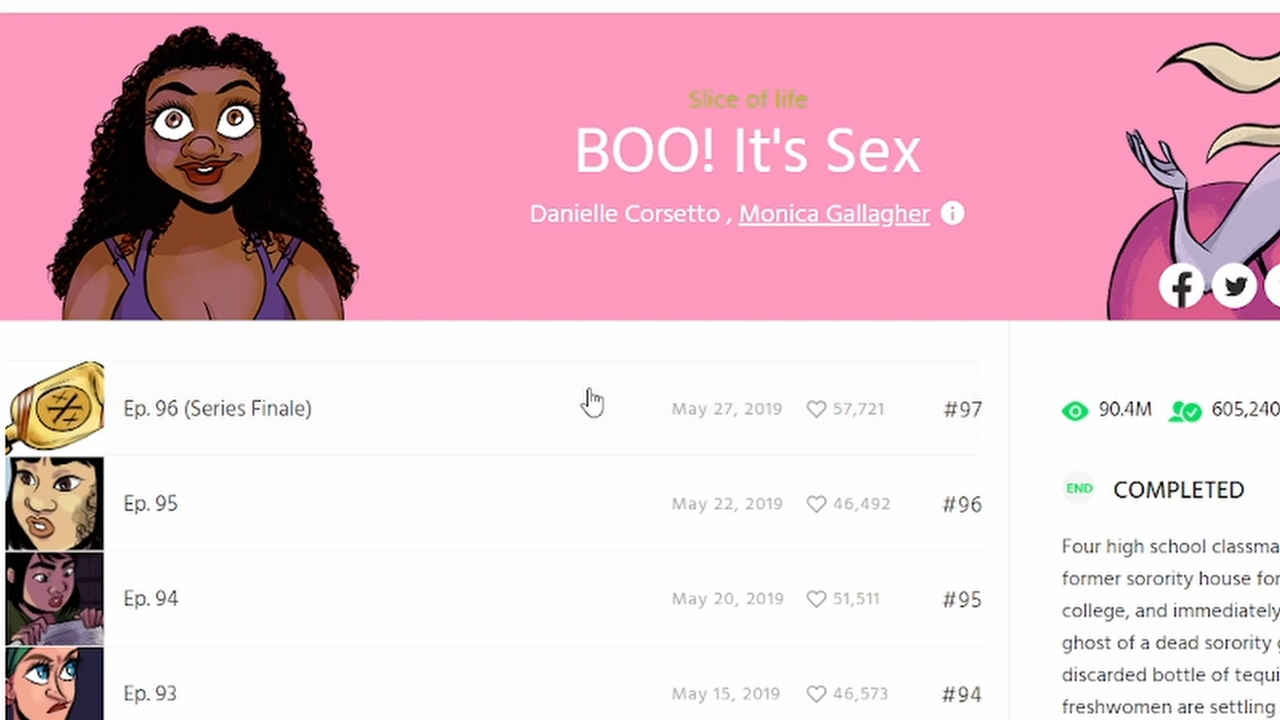 Slice of life
BOO! It's Sex
Danielle Corsetto , Monica Gallagher
Ep. 96 (Series Finale) May 27, 2019 57,721 #97
Ep. 95 May 22, 2019 46,492 #96
Ep. 94 May 20, 2019 51,511 #95
Ep. 93 May 15, 2019 46,573 #94
90.4M 605,240
END COMPLETED
Four high school classma
former sorority house for
college, and immediately
ghost of a dead sorority g
discarded bottle of tequi
freshwomen are settling